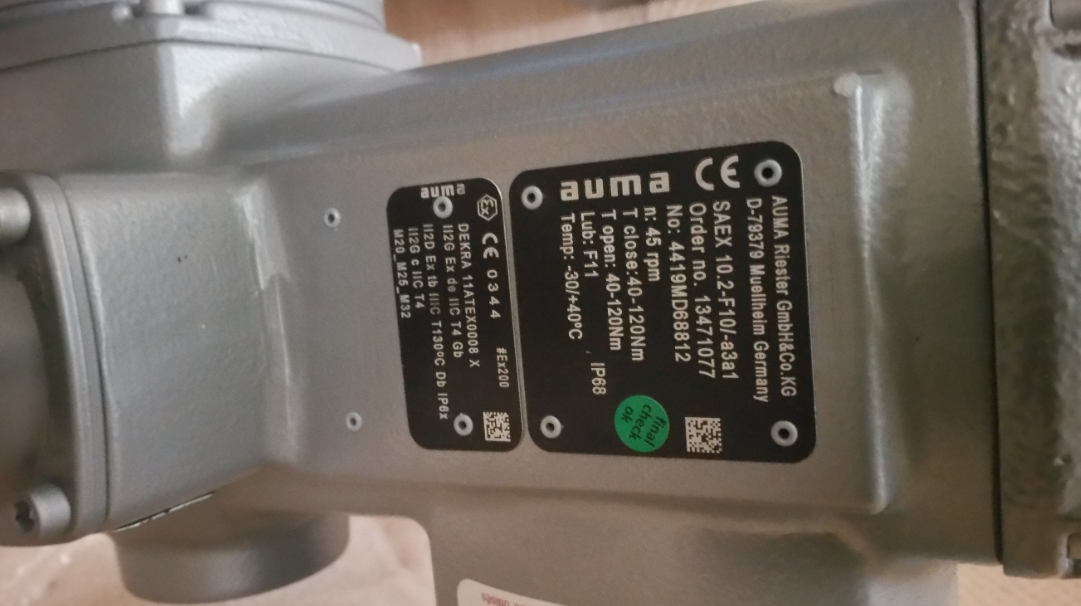 auma CE
AUMA Riester GmbH&Co.KG
D-79379 Muellheim Germany
SAEX 10.2-F10/-a3a1
Order no. 13471077
No: 4419MD68812
n: 45 rpm
T close:40-120Nm
T open: 40-120Nm
Lub: F11 IP68
Temp: -30/+40ºC
final
check
ok
auma
Ex CE 0344 #Ex200
DEKRA 11ATEX0008 X
II2G Ex de IIC T4 Gb
II2D Ex tb IIIC T130ºC Db IP6x
II2G c IIC T4
M20_M25_M32